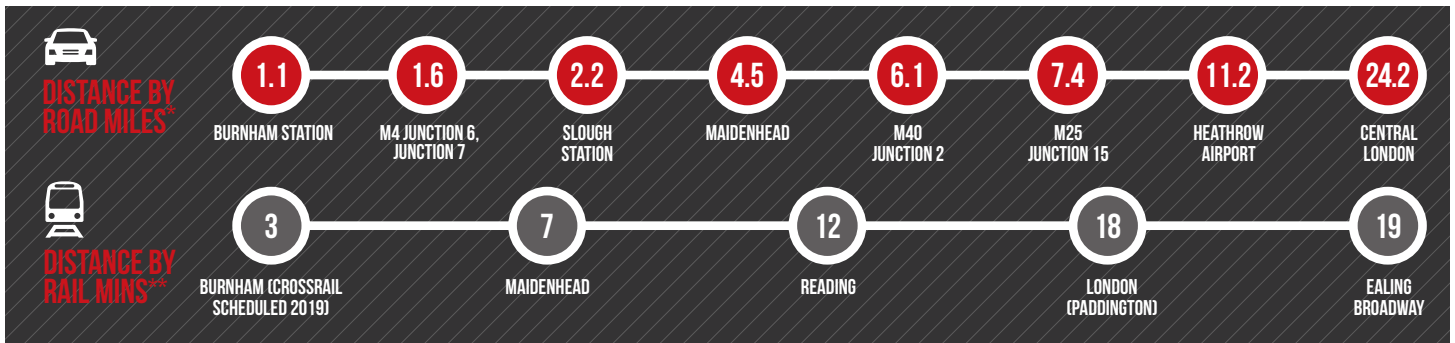 DISTANCE BY
ROAD MILES*
1.1
BURNHAM STATION
1.6
M4 JUNCTION 6,
JUNCTION 7
2.2
SLOUGH
STATION
4.5
MAIDENHEAD
6.1
M40
JUNCTION 2
7.4
M25
JUNCTION 15
11.2
HEATHROW
AIRPORT
24.2
CENTRAL
LONDON
DISTANCE BY
RAIL MINS**
3
BURNHAM (CROSSRAIL
SCHEDULED 2019)
7
MAIDENHEAD
12
READING
18
LONDON
(PADDINGTON)
19
EALING
BROADWAY